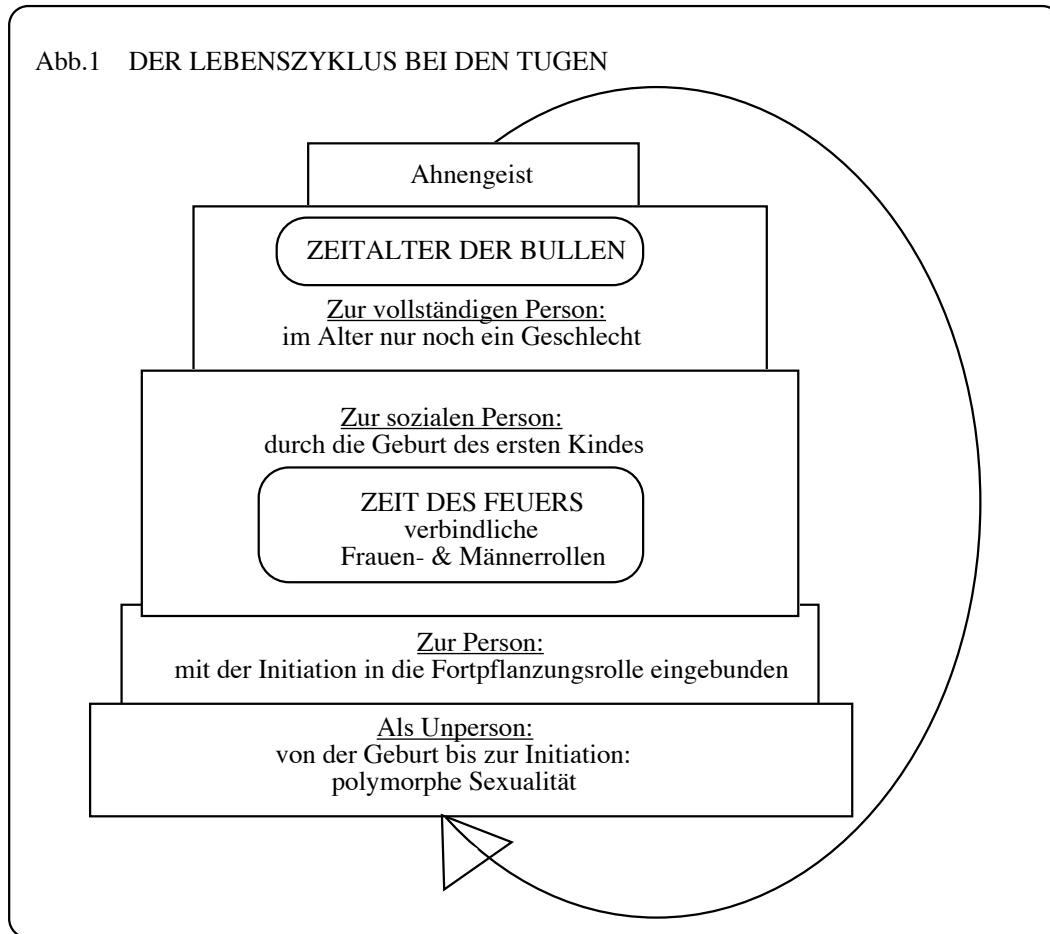 Abb.1 DER LEBENSZYKLUS BEI DEN TUGEN
Ahnengeist
ZEITALTER DER BULLEN
Zur vollständigen Person:
im Alter nur noch ein Geschlecht
Zur sozialen Person:
durch die Geburt des ersten Kindes
ZEIT DES FEUERS
verbindliche
Frauen- & Männerrollen
Zur Person:
mit der Initiation in die Fortpflanzungsrolle eingebunden
Als Unperson:
von der Geburt bis zur Initiation:
polymorphe Sexualität